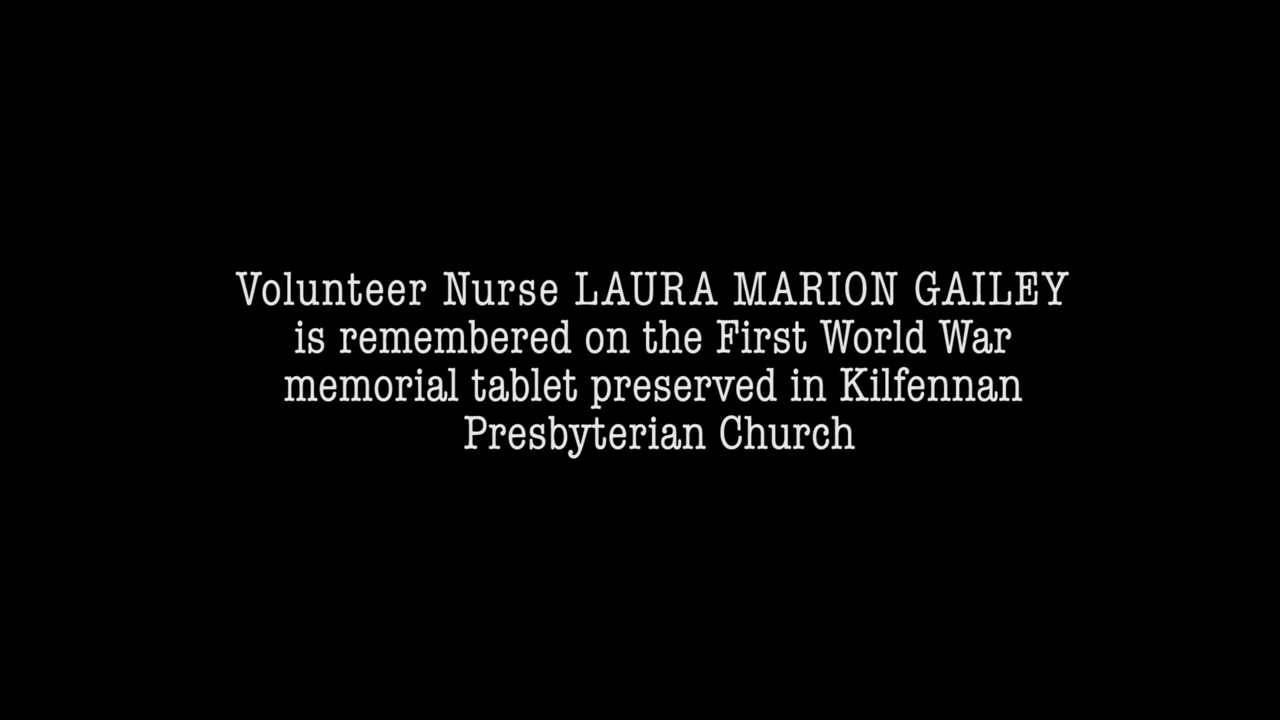 Volunteer Nurse LAURA MARION GAILEY
is remembered on the First World War
memorial tablet preserved in Kilfennan
Presbyterian Church